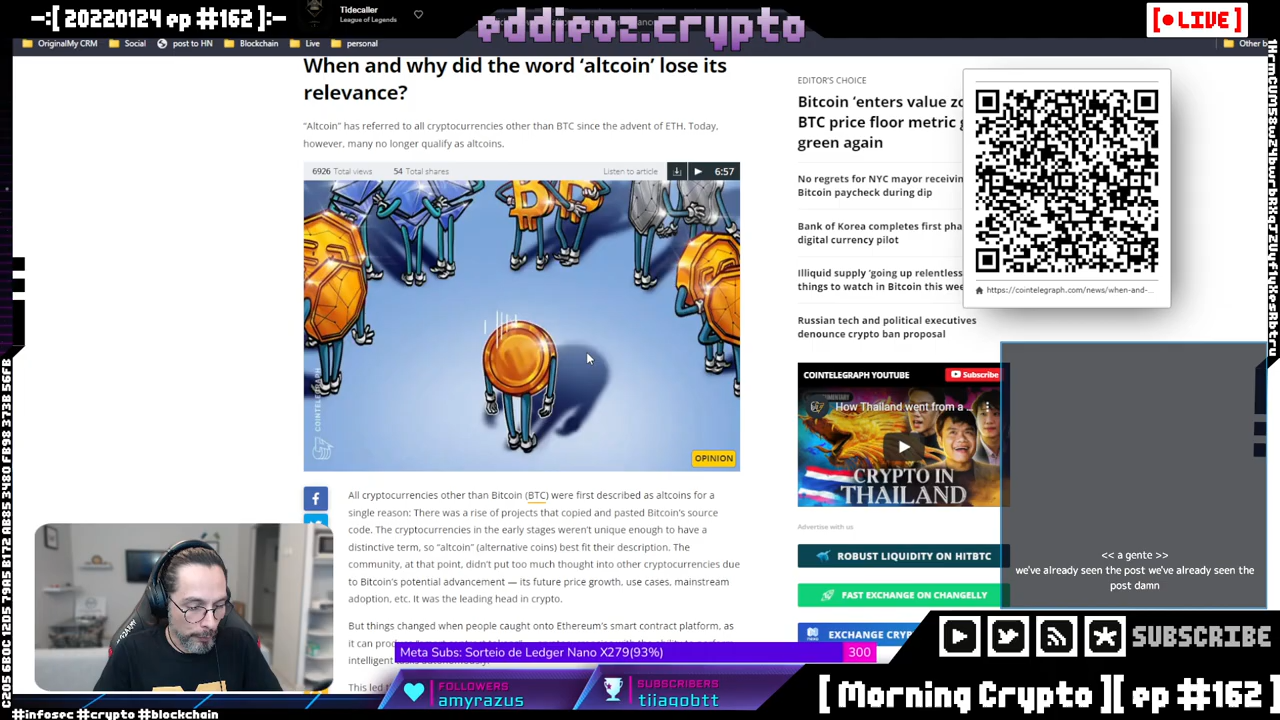 -:[ 20220124 ep #162 ]:-
Tidecaller
League of Legends
eddieoz.crypto
[●LIVE]
OriginalMy CRM
Social
post to HN
Blockchain
Live
personal
Other b
When and why did the word ‘altcoin’ lose its
relevance?
“Altcoin” has referred to all cryptocurrencies other than BTC since the advent of ETH. Today,
however, many no longer qualify as altcoins.
6926 Total views
54 Total shares
Listen to article
6:57
COINTELEGRAPH
OPINION
All cryptocurrencies other than Bitcoin (BTC) were first described as altcoins for a
single reason: There was a rise of projects that copied and pasted Bitcoin’s source
code. The cryptocurrencies in the early stages weren’t unique enough to have a
distinctive term, so “altcoin” (alternative coins) best fit their description. The
community, at that point, didn’t put too much thought into other cryptocurrencies due
to Bitcoin’s potential advancement — its future price growth, use cases, mainstream
adoption, etc. It was the leading head in crypto.
But things changed when people caught onto Ethereum’s smart contract platform, as
it can
intelligent
This led
EDITOR’S CHOICE
Bitcoin ‘enters value
BTC price floor metric
green again
No regrets for NYC mayor
Bitcoin paycheck during dip
Bank of Korea completes first
digital currency pilot
Illiquid supply ‘going up
things to watch in Bitcoin this
Russian tech and political executives
denounce crypto ban proposal
https://cointelegraph.com/news/when-and-...
COINTELEGRAPH YOUTUBE
Subscribe
How Thailand went from a ...
CRYPTO
IN THAILAND
Advertise with us
ROBUST LIQUIDITY ON HITBTC
FAST EXCHANGE ON CHANGELLY
EXCHANGE
<< a gente >>
we've already seen the post we've already seen the
post damn
Meta Subs: Sorteio de Ledger Nano X279(93%)
300
FOLLOWERS
amyrazus
SUBSCRIBERS
tiiagobtt
SUBSCRIBE
[ Morning Crypto ][ ep #162 ]
#infosec #crypto #blockchain